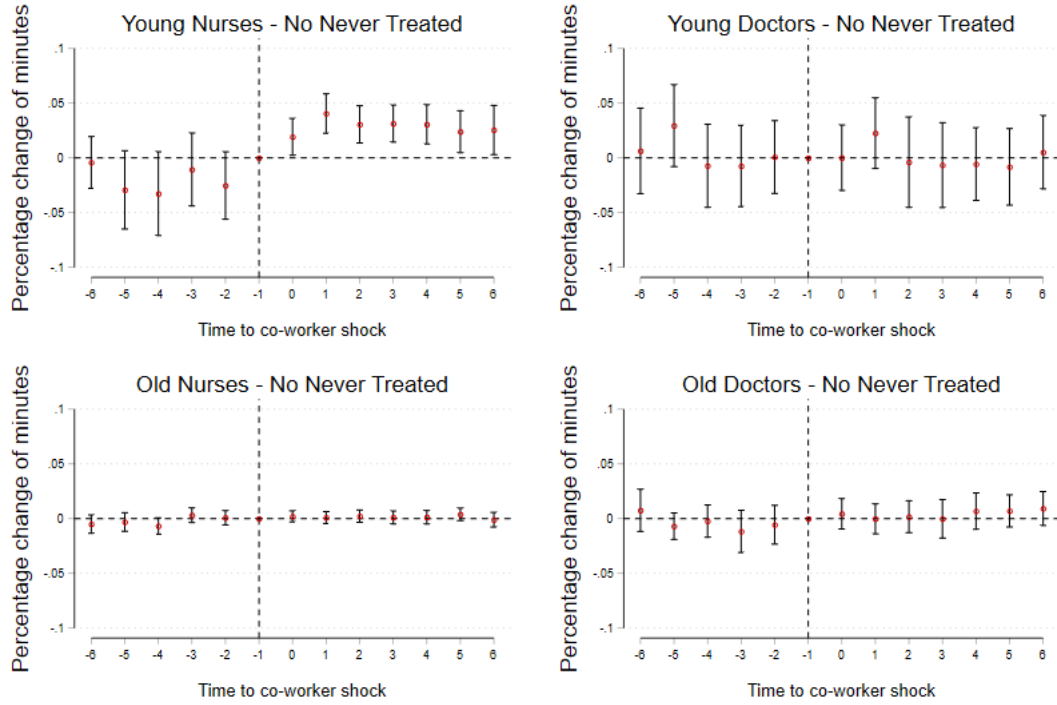 Young Nurses - No Never Treated
Percentage change of minutes
.1
.05
0
-.05
-.1
-6 -5 -4 -3 -2 -1 0 1 2 3 4 5 6
Time to co-worker shock
Young Doctors - No Never Treated
Percentage change of minutes
.1
.05
0
-.05
-.1
-6 -5 -4 -3 -2 -1 0 1 2 3 4 5 6
Time to co-worker shock
Old Nurses - No Never Treated
Percentage change of minutes
.1
.05
0
-.05
-.1
-6 -5 -4 -3 -2 -1 0 1 2 3 4 5 6
Time to co-worker shock
Old Doctors - No Never Treated
Percentage change of minutes
.1
.05
0
-.05
-.1
-6 -5 -4 -3 -2 -1 0 1 2 3 4 5 6
Time to co-worker shock